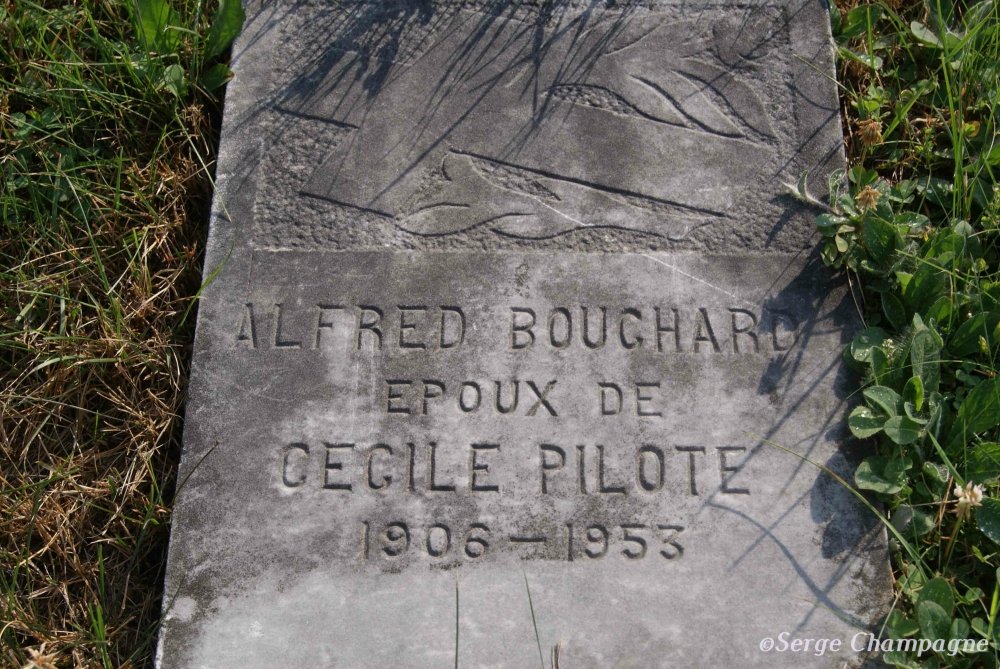 ALFRED BOUCHARD
EPOUX DE
CECILE PILOTE
1906 – 1953
©Serge Champagne